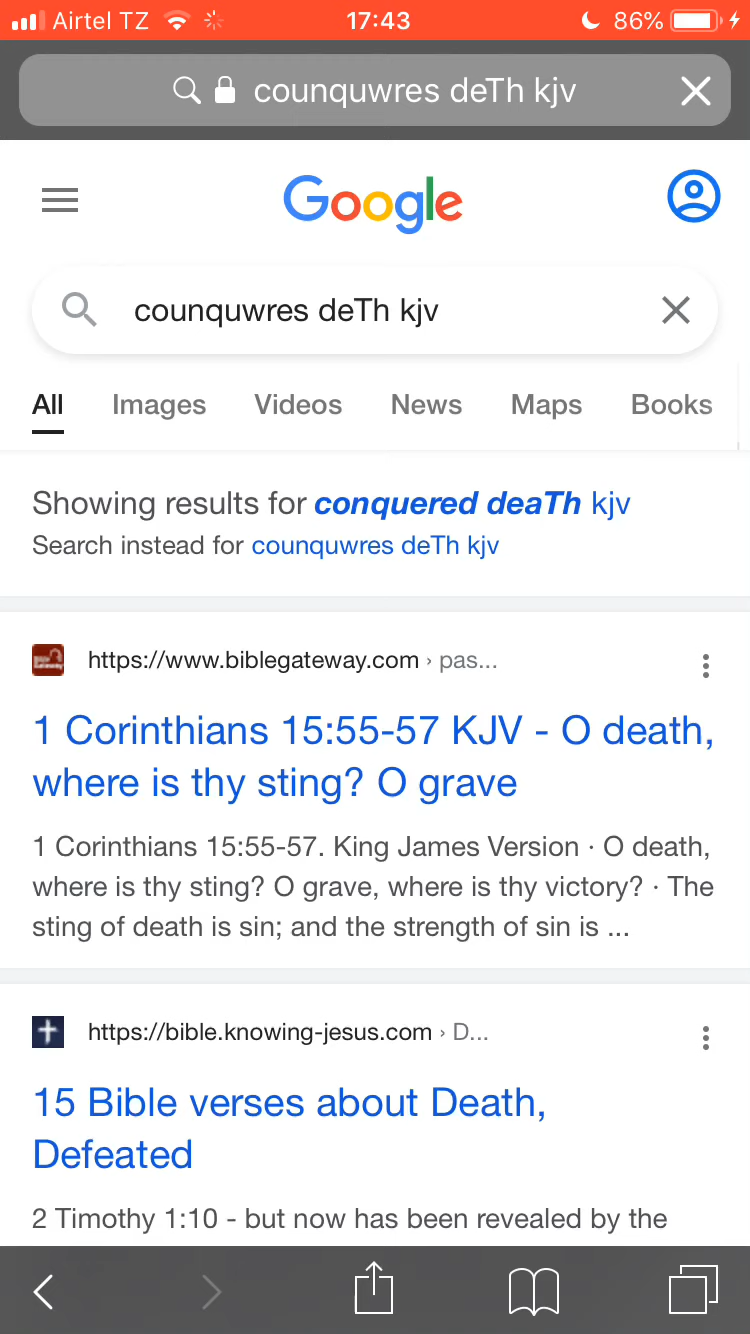 Airtel TZ 17:43 86%
counquwres deTh kjv
Google
counquwres deTh kjv
All Images Videos News Maps Books
Showing results for conquered deaTh kjv
Search instead for counquwres deTh kjv
https://www.biblegateway.com › pas...
1 Corinthians 15:55-57 KJV - O death,
where is thy sting? O grave
1 Corinthians 15:55-57. King James Version · O death,
where is thy sting? O grave, where is thy victory? · The
sting of death is sin; and the strength of sin is ...
https://bible.knowing-jesus.com › D...
15 Bible verses about Death,
Defeated
2 Timothy 1:10 - but now has been revealed by the